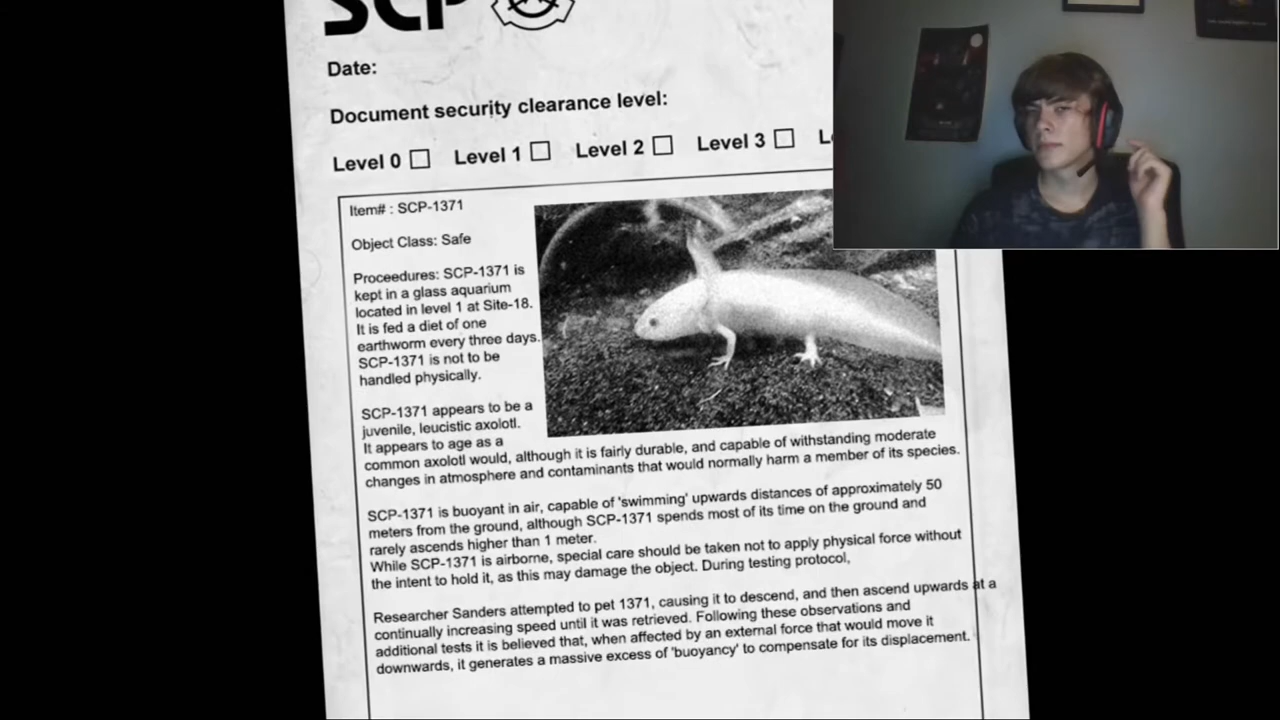 SCP
Date:
Document security clearance level:
Level 0 Level 1 Level 2 Level 3 L
Item# : SCP-1371
Object Class: Safe
Proceedures: SCP-1371 is
kept in a glass aquarium
located in level 1 at Site-18.
It is fed a diet of one
earthworm every three days.
SCP-1371 is not to be
handled physically.
SCP-1371 appears to be a
juvenile, leucistic axolotl.
It appears to age as a
common axolotl would, although it is fairly durable, and capable of withstanding moderate
changes in atmosphere and contaminants that would normally harm a member of its species.
SCP-1371 is buoyant in air, capable of 'swimming' upwards distances of approximately 50
meters from the ground, although SCP-1371 spends most of its time on the ground and
rarely ascends higher than 1 meter.
While SCP-1371 is airborne, special care should be taken not to apply physical force without
the intent to hold it, as this may damage the object. During testing protocol,
Researcher Sanders attempted to pet 1371, causing it to descend, and then ascend upwards at a
continually increasing speed until it was retrieved. Following these observations and
additional tests it is believed that, when affected by an external force that would move it
downwards, it generates a massive excess of 'buoyancy' to compensate for its displacement.